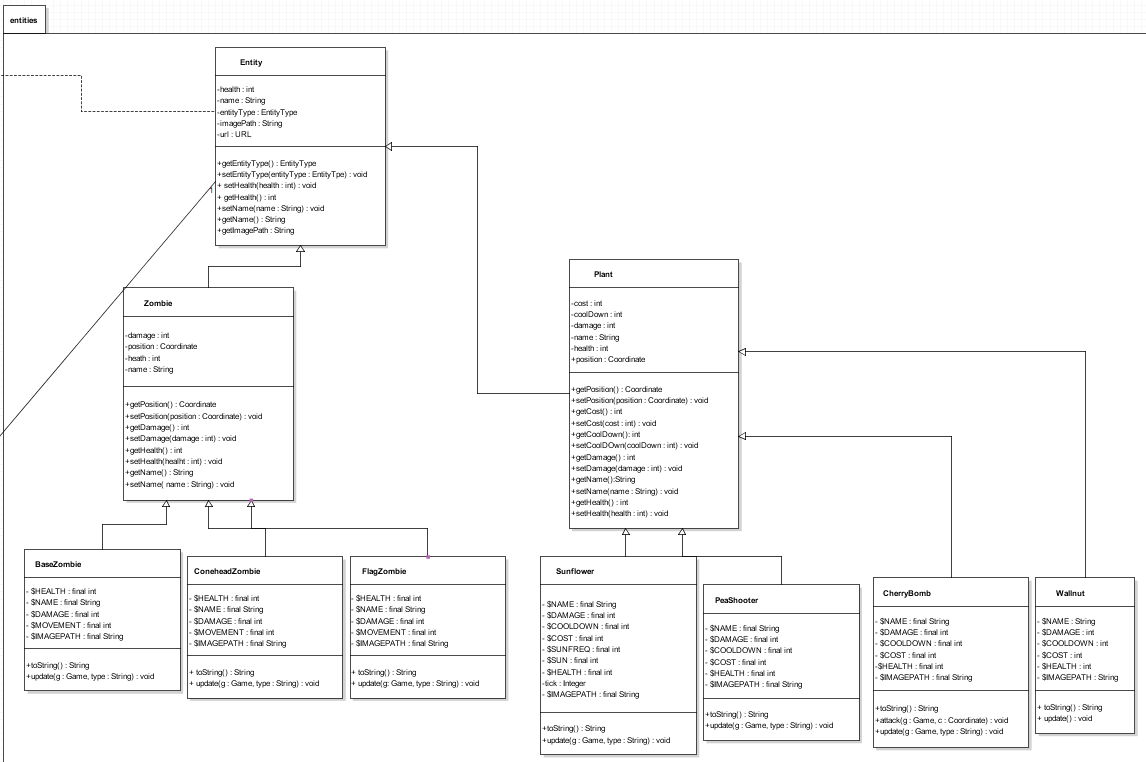 entities
Entity
-health : int
-name : String
-entityType : EntityType
-imagePath : String
-url : URL
+getEntityType() : EntityType
+setEntityType(entityType : EntityTpe) : void
+ setHealth(health : int) : void
+ getHealth() : int
+setName(name : String) : void
+getName() : String
+getImagePath : String
Zombie
-damage : int
-position : Coordinate
-heath : int
-name : String
+getPosition() : Coordinate
+setPosition(position : Coordinate) : void
+getDamage() : int
+setDamage(damage : int) : void
+getHealth() : int
+setHealth(healht : int) : void
+getName() : String
+setName( name : String) : void
Plant
-cost : int
-coolDown : int
-damage : int
-name : String
-health : int
+position : Coordinate
+getPosition() : Coordinate
+setPosition(position : Coordinate) : void
+getCost() : int
+setCost(cost : int) : void
+getCoolDown(): int
+setCoolDOwn(coolDown : int) : void
+getDamage() : int
+setDamage(damage : int) : void
+getName():String
+setName(name : String) : void
+getHealth() : int
+setHealth(health : int) : void
BaseZombie
- $HEALTH : final int
- $NAME : final String
- $DAMAGE : final int
- $MOVEMENT : final int
- $IMAGEPATH : final String
+toString() : String
+update(g : Game, type : String) : void
ConeheadZombie
- $HEALTH : final int
- $NAME : final String
- $DAMAGE : final int
- $MOVEMENT : final int
- $IMAGEPATH : final String
+ toString() : String
+ update(g : Game, type : String) : void
FlagZombie
- $HEALTH : final int
- $NAME : final String
- $DAMAGE : final int
- $MOVEMENT : final int
- $IMAGEPATH : final String
+ toString() : String
+ update(g: Game, type : String) : void
Sunflower
- $NAME : final String
- $DAMAGE : final int
- $COOLDOWN : final int
- $COST : final int
- $SUNFREQ : final int
- $SUN : final int
- $HEALTH : final int
-tick : Integer
- $IMAGEPATH : final String
+toString() : String
+update(g : Game, type : String) : void
PeaShooter
- $NAME : final String
- $DAMAGE : final int
- $COOLDOWN : final int
- $COST : final int
- $HEALTH : final int
- $IMAGEPATH : final String
+toString() : String
+update(g : Game, type : String) : void
CherryBomb
- $NAME : final String
- $DAMAGE : final int
- $COOLDOWN : final int
- $COST : final int
-$HEALTH : final int
- $IMAGEPATH : final String
+toString() : String
+attack(g : Game, c : Coordinate) : void
+update(g : Game, type : String) : void
Wallnut
- $NAME : String
- $DAMAGE : int
- $COOLDOWN : int
- $COST : int
- $HEALTH : int
- $IMAGEPATH : String
+ toString() : String
+ update() : void